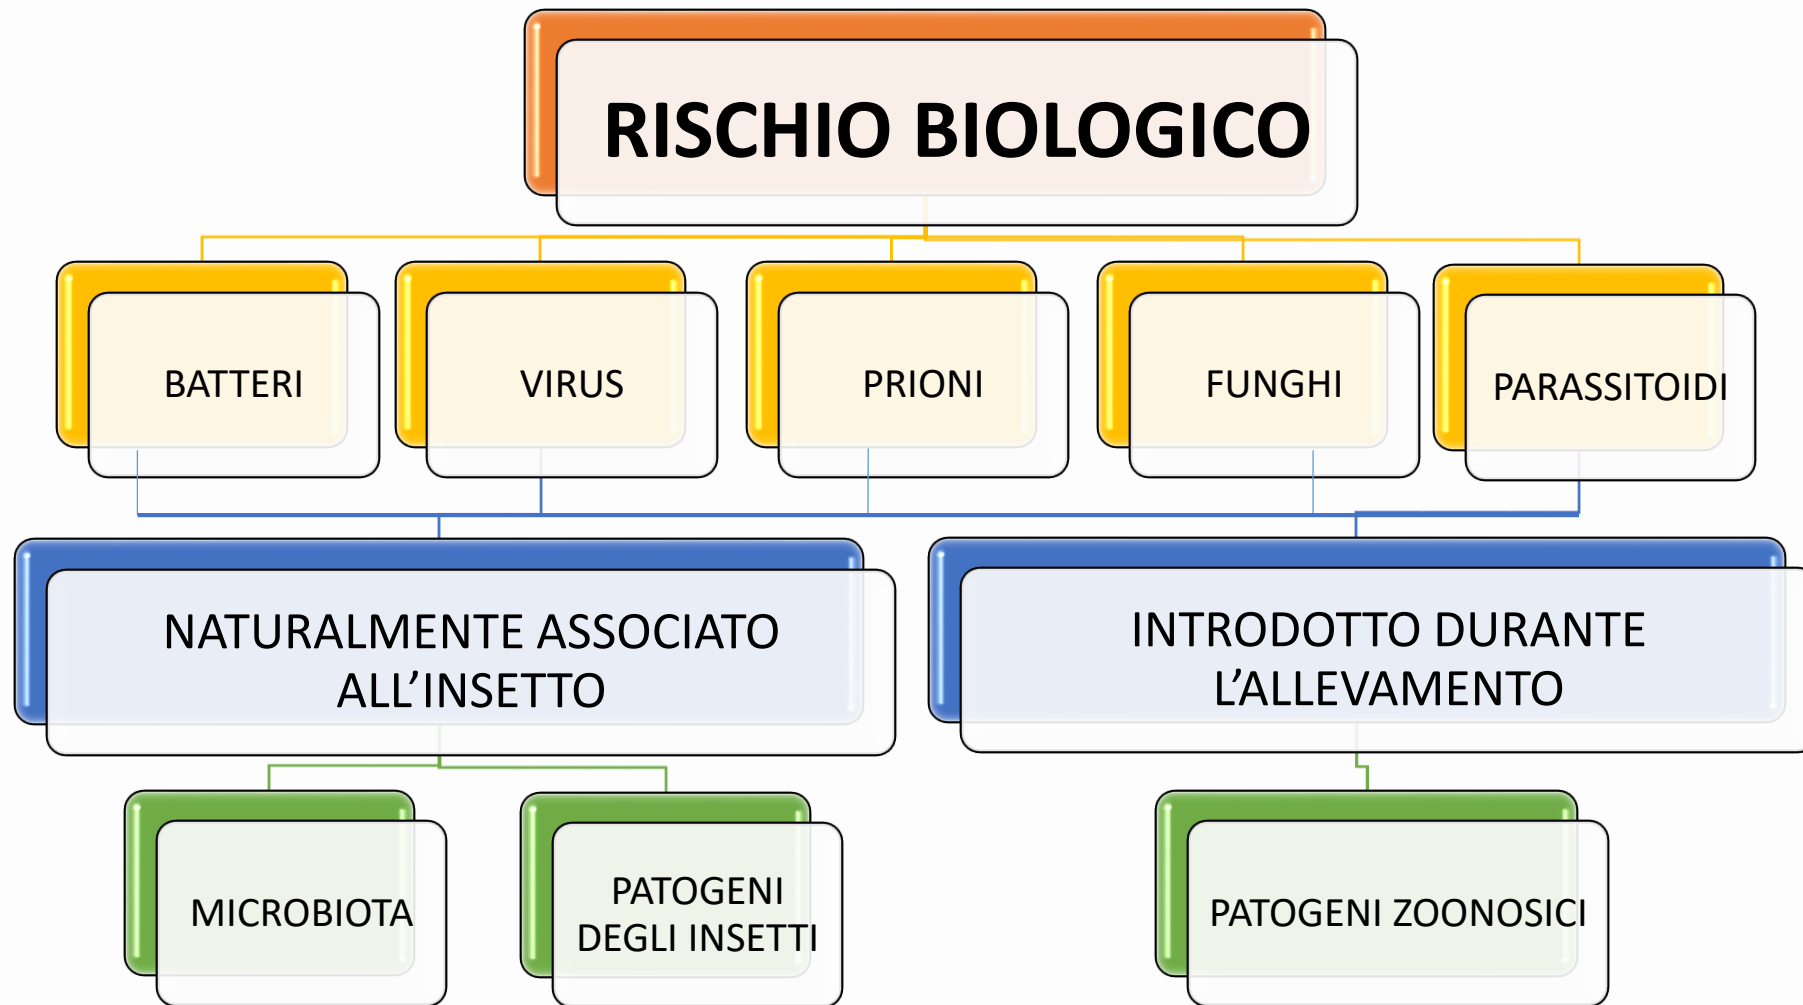 RISCHIO BIOLOGICO
BATTERI
VIRUS
PRIONI
FUNGHI
PARASSITOIDI
NATURALMENTE ASSOCIATO
ALL’INSETTO
INTRODOTTO DURANTE
L’ALLEVAMENTO
MICROBIOTA
PATOGENI
DEGLI INSETTI
PATOGENI ZOONOSICI